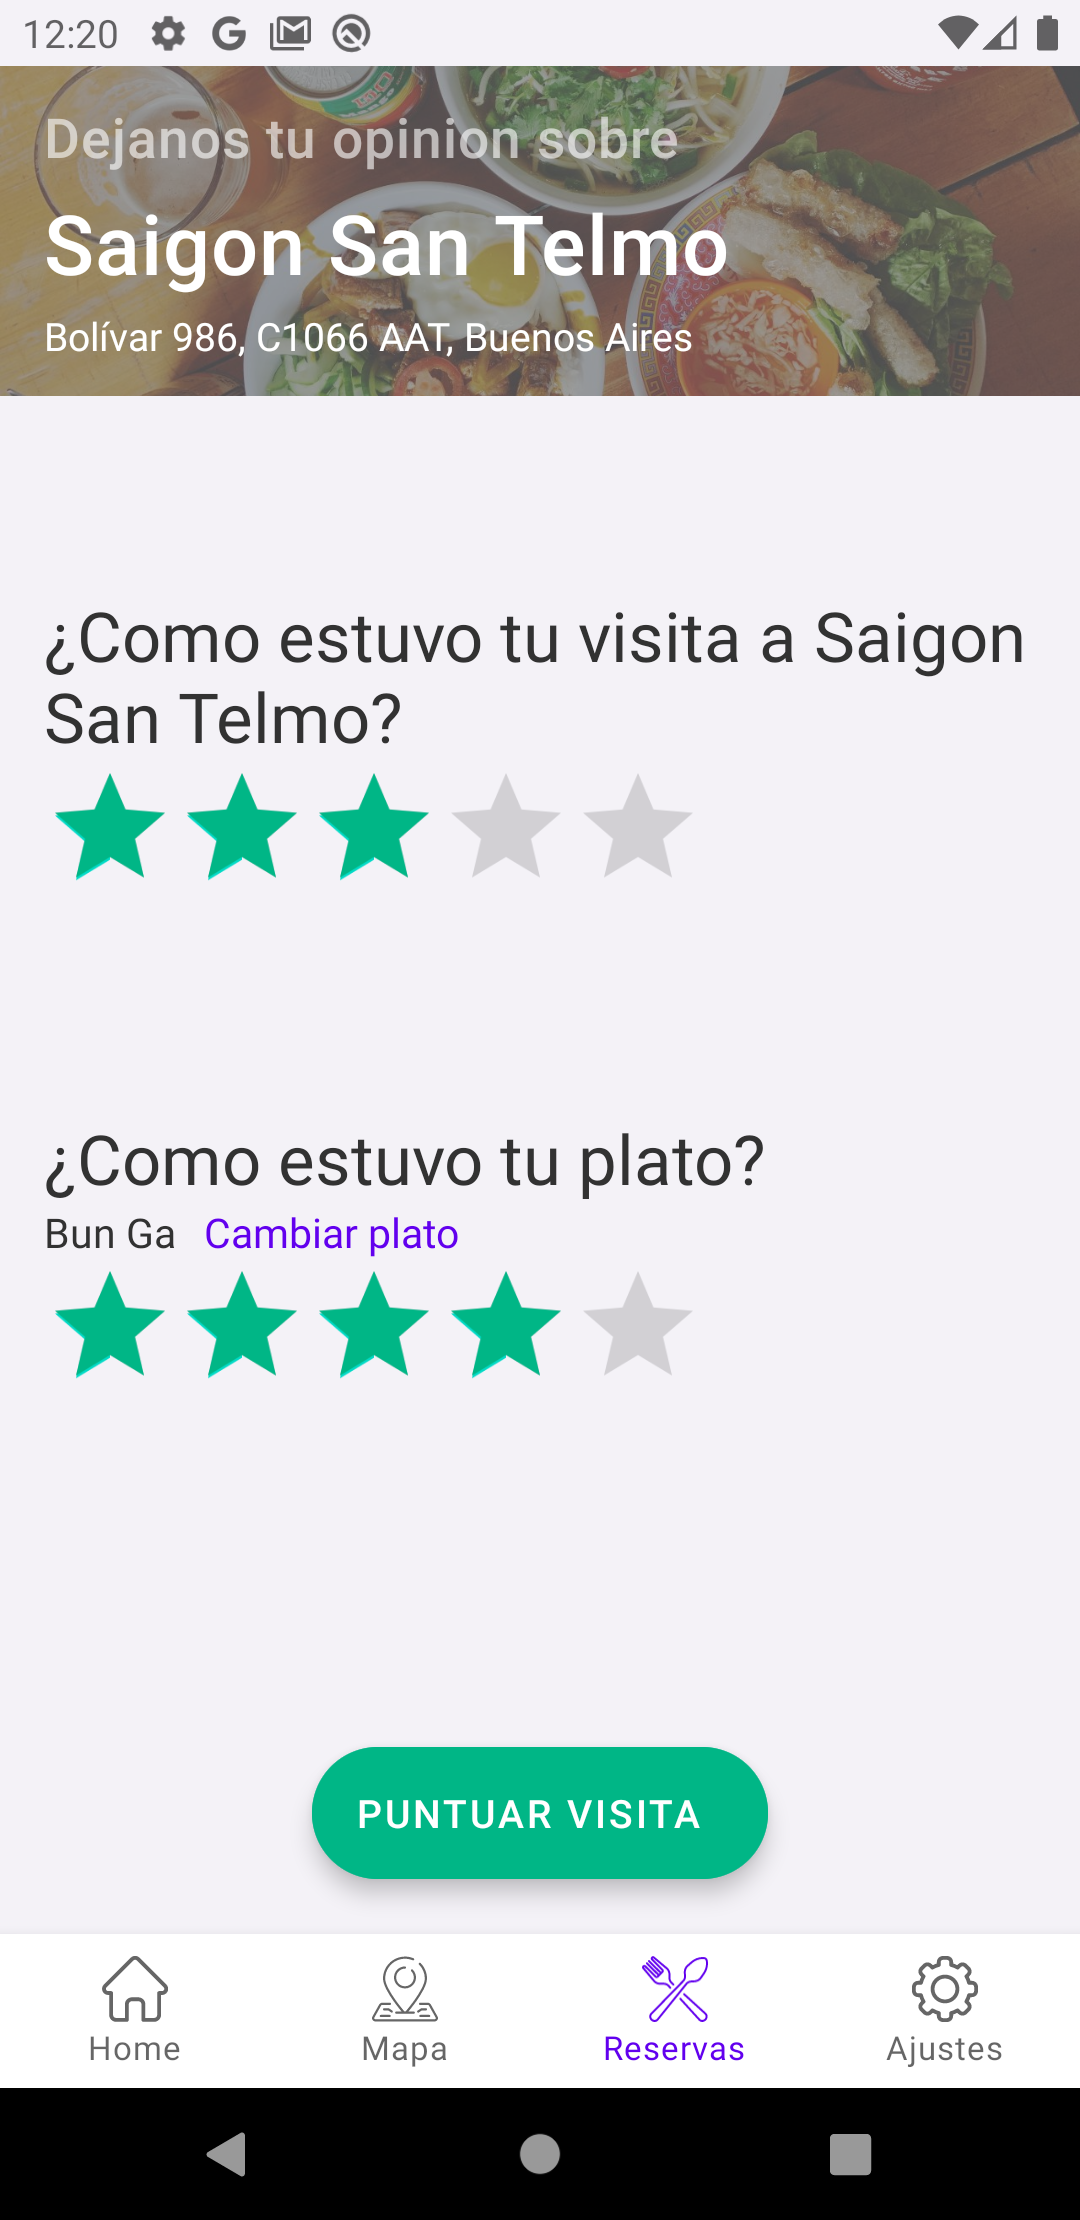 12:20
Dejanos tu opinion sobre
Saigon San Telmo
Bolívar 986, C1066 AAT, Buenos Aires
¿Como estuvo tu visita a Saigon
San Telmo?
¿Como estuvo tu plato?
Bun Ga Cambiar plato
PUNTUAR VISITA
Home Mapa Reservas Ajustes